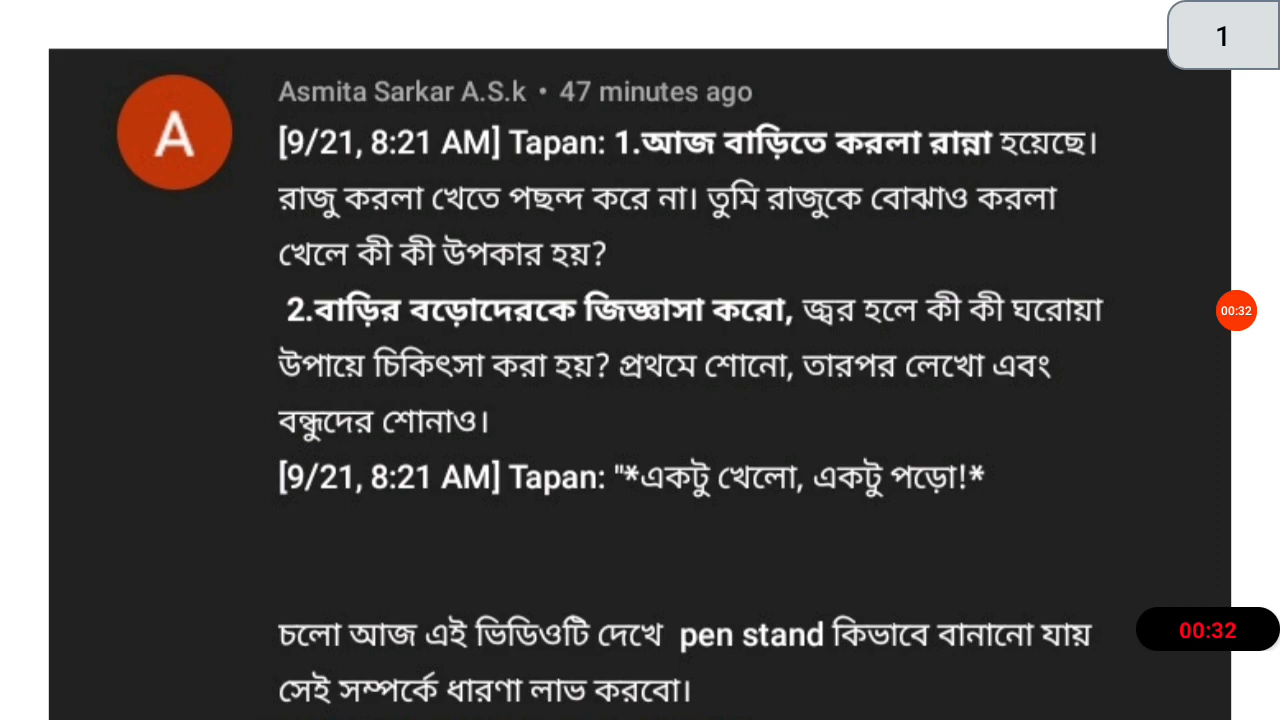 1
Asmita Sarkar A.S.k • 47 minutes ago
A
[9/21, 8:21 AM] Tapan: 1.আজ বাড়িতে করলা রান্না হয়েছে।
রাজু করলা খেতে পছন্দ করে না। তুমি রাজুকে বোঝাও করলা
খেলে কী কী উপকার হয়?
2.বাড়ির বড়োদেরকে জিজ্ঞাসা করো, জ্বর হলে কী কী ঘরোয়া
00:32
উপায়ে চিকিৎসা করা হয়? প্রথমে শোনো, তারপর লেখো এবং
বন্ধুদের শোনাও।
[9/21, 8:21 AM] Tapan: "*একটু খেলো, একটু পড়ো!*
চলো আজ এই ভিডিওটি দেখে pen stand কিভাবে বানানো যায়
00:32
সেই সম্পর্কে ধারণা লাভ করবো।